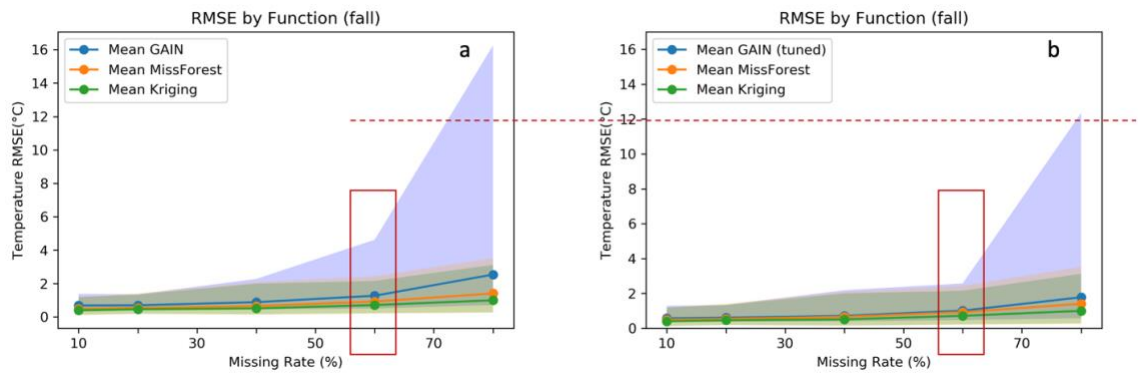 RMSE by Function (fall)
a
Mean GAIN
Mean MissForest
Mean Kriging
Temperature RMSE(°C)
16
14
12
10
8
6
4
2
0
10
30
50
70
Missing Rate (%)
RMSE by Function (fall)
b
Mean GAIN (tuned)
Mean MissForest
Mean Kriging
Temperature RMSE(°C)
16
14
12
10
8
6
4
2
0
10
30
50
70
Missing Rate (%)